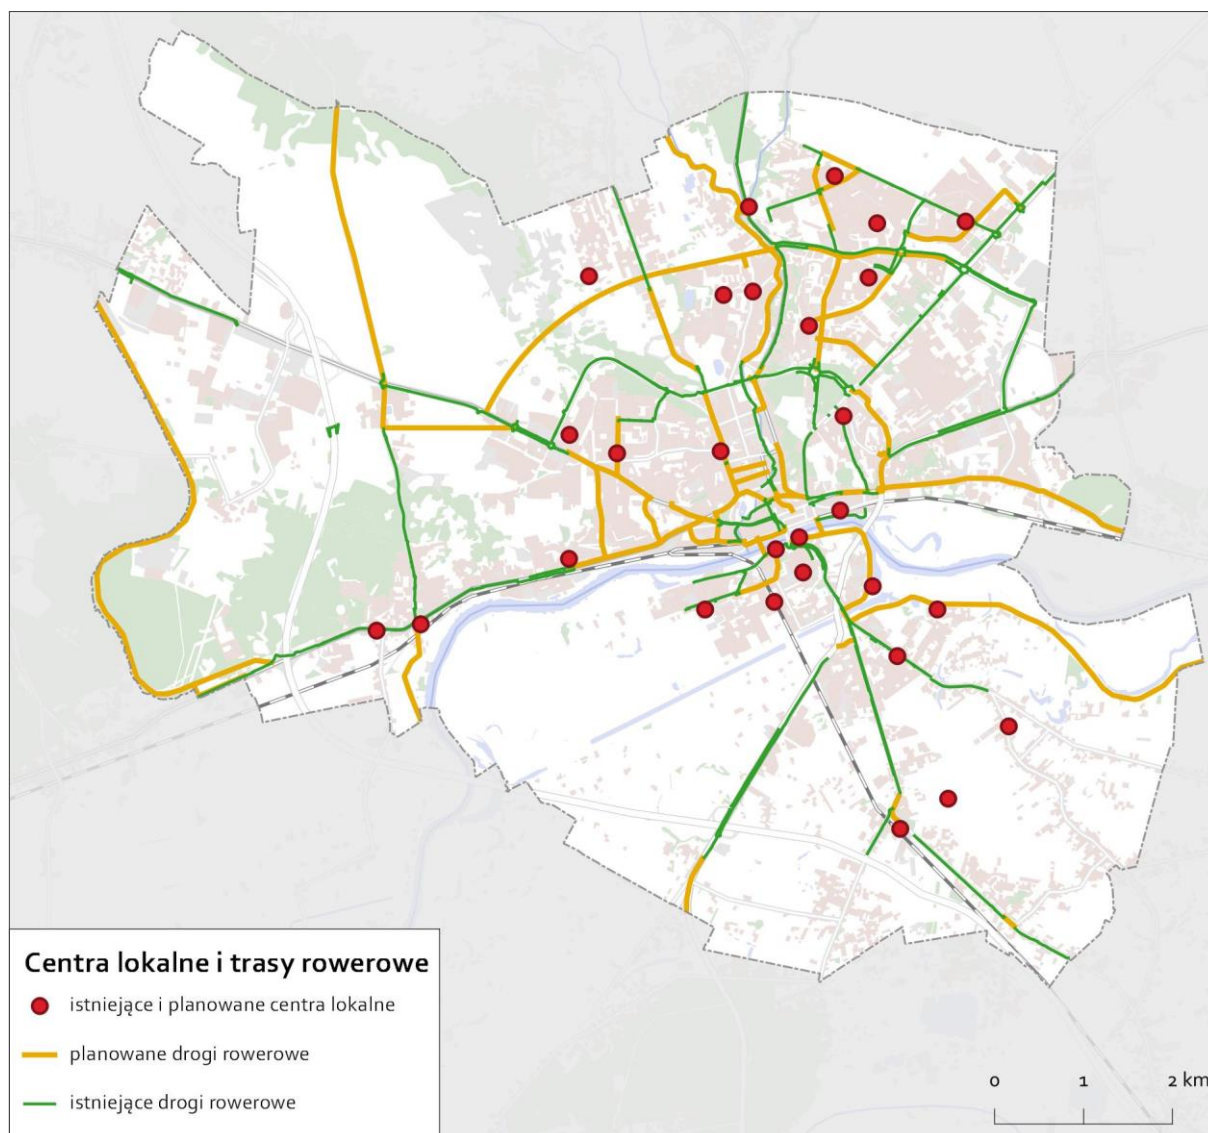 Centra lokalne i trasy rowerowe
istniejące i planowane centra lokalne
planowane drogi rowerowe
istniejące drogi rowerowe
0 1 2 km